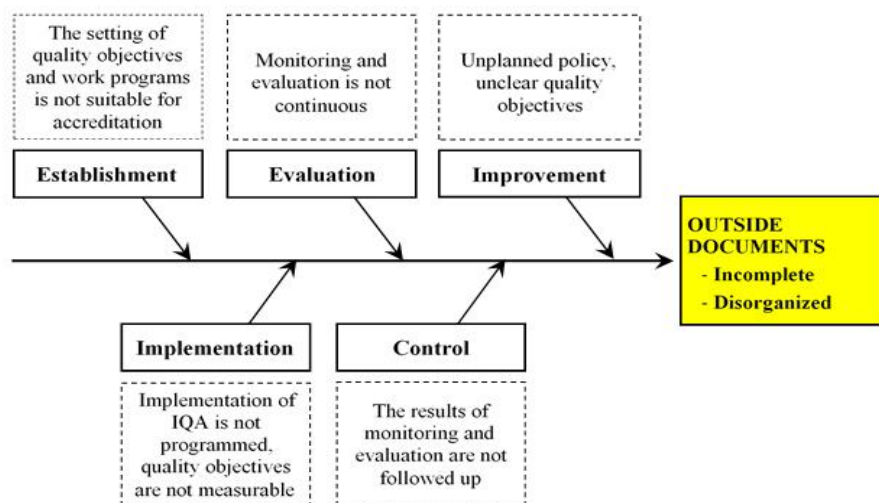 The setting of
quality objectives
and work programs
is not suitable for
accreditation
Monitoring and
evaluation is not
continuous
Unplanned policy,
unclear quality
objectives
Establishment
Evaluation
Improvement
OUTSIDE
DOCUMENTS
- Incomplete
- Disorganized
Implementation
Control
Implementation of
IQA is not
programmed,
quality objectives
are not measurable
The results of
monitoring and
evaluation are not
followed up